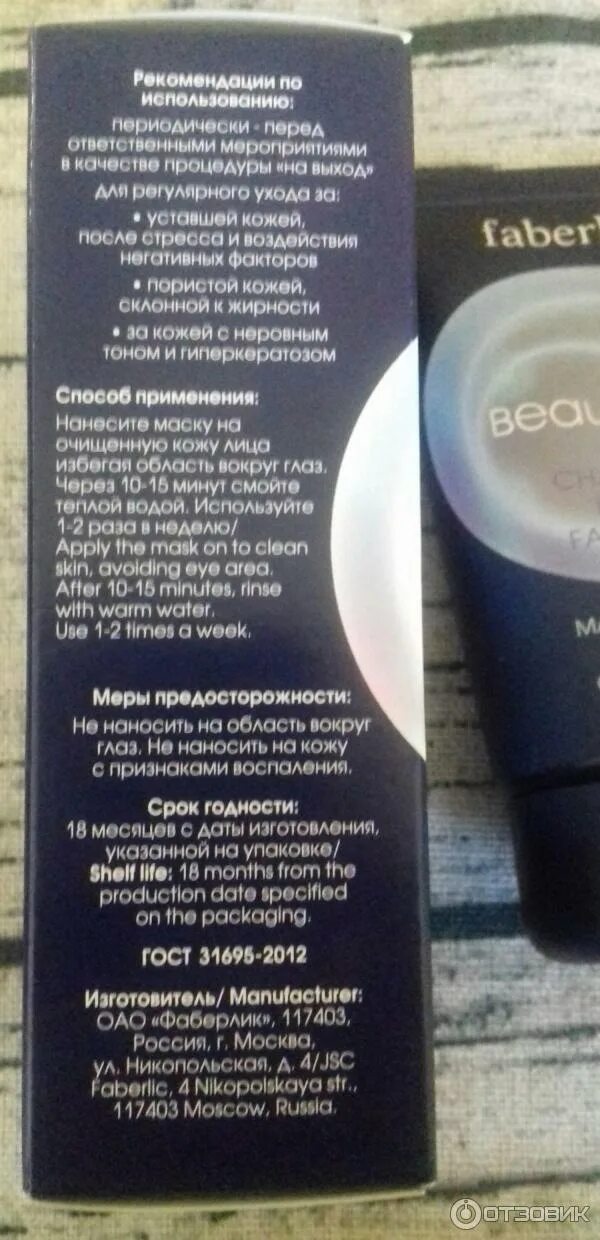 Рекомендации по
использованию:
периодически - перед
ответственными мероприятиями
в качестве процедуры «на выход»
для регулярного ухода за:
• уставшей кожей,
после стресса и воздействия
негативных факторов
• пористой кожей,
склонной к жирности
• за кожей с неровным
тоном и гиперкератозом
Способ применения:
Нанесите маску на
очищенную кожу лица
избегая область вокруг глаз.
Через 10-15 минут смойте
теплой водой. Используйте
1-2 раза в неделю/
Apply the mask on to clean
skin, avoiding eye area.
After 10-15 minutes, rinse
with warm water.
Use 1-2 times a week.
Меры предосторожности:
Не наносить на область вокруг
глаз. Не наносить на кожу
с признаками воспаления.
Срок годности:
18 месяцев с даты изготовления,
указанной на упаковке/
Shelf life: 18 months from the
production date specified
on the packaging.
ГОСТ 31695-2012
Изготовитель/ Manufacturer:
ОАО «Фаберлик», 117403,
Россия, г. Москва,
ул. Никопольская, д. 4/JSC
Faberlic, 4 Nikopolskaya str.,
117403 Moscow, Russia.
faberl
Beau
CH
FA
MA
ОТЗОВИК